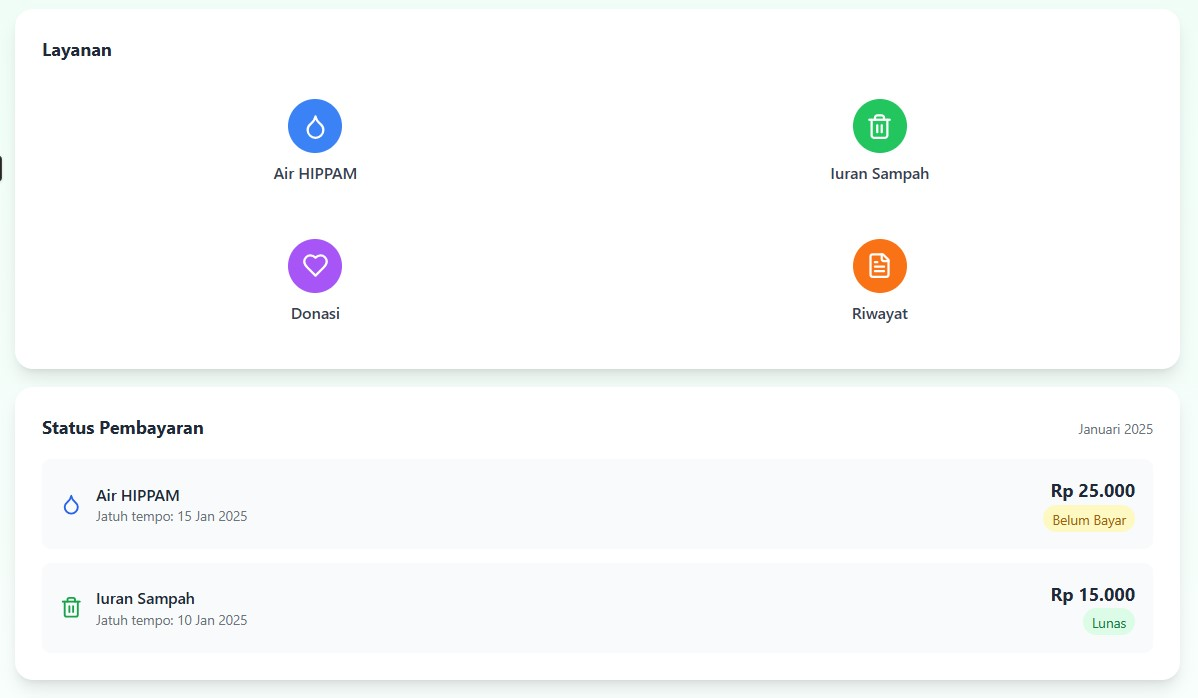 Layanan
Air HIPPAM
Iuran Sampah
Donasi
Riwayat
Status Pembayaran
Januari 2025
Air HIPPAM
Jatuh tempo: 15 Jan 2025
Rp 25.000
Belum Bayar
Iuran Sampah
Jatuh tempo: 10 Jan 2025
Rp 15.000
Lunas